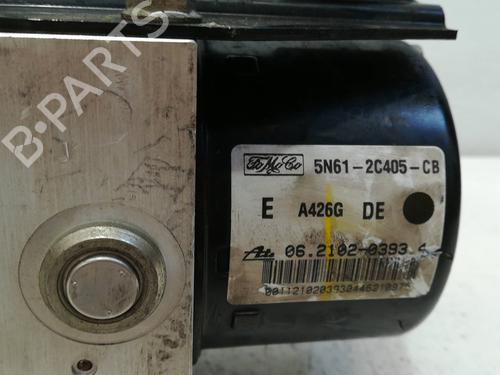 B-PARTS
FoMoCo 5N61-2C405-CB
E A426G DE
Ate 06.2102-0393.4